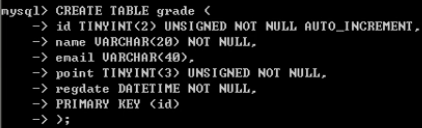 mysql> CREATE TABLE grade (
    -> id TINYINT(2) UNSIGNED NOT NULL AUTO_INCREMENT,
    -> name VARCHAR(20) NOT NULL,
    -> email VARCHAR(40),
    -> point TINYINT(3) UNSIGNED NOT NULL,
    -> regdate DATETIME NOT NULL,
    -> PRIMARY KEY (id)
    -> );